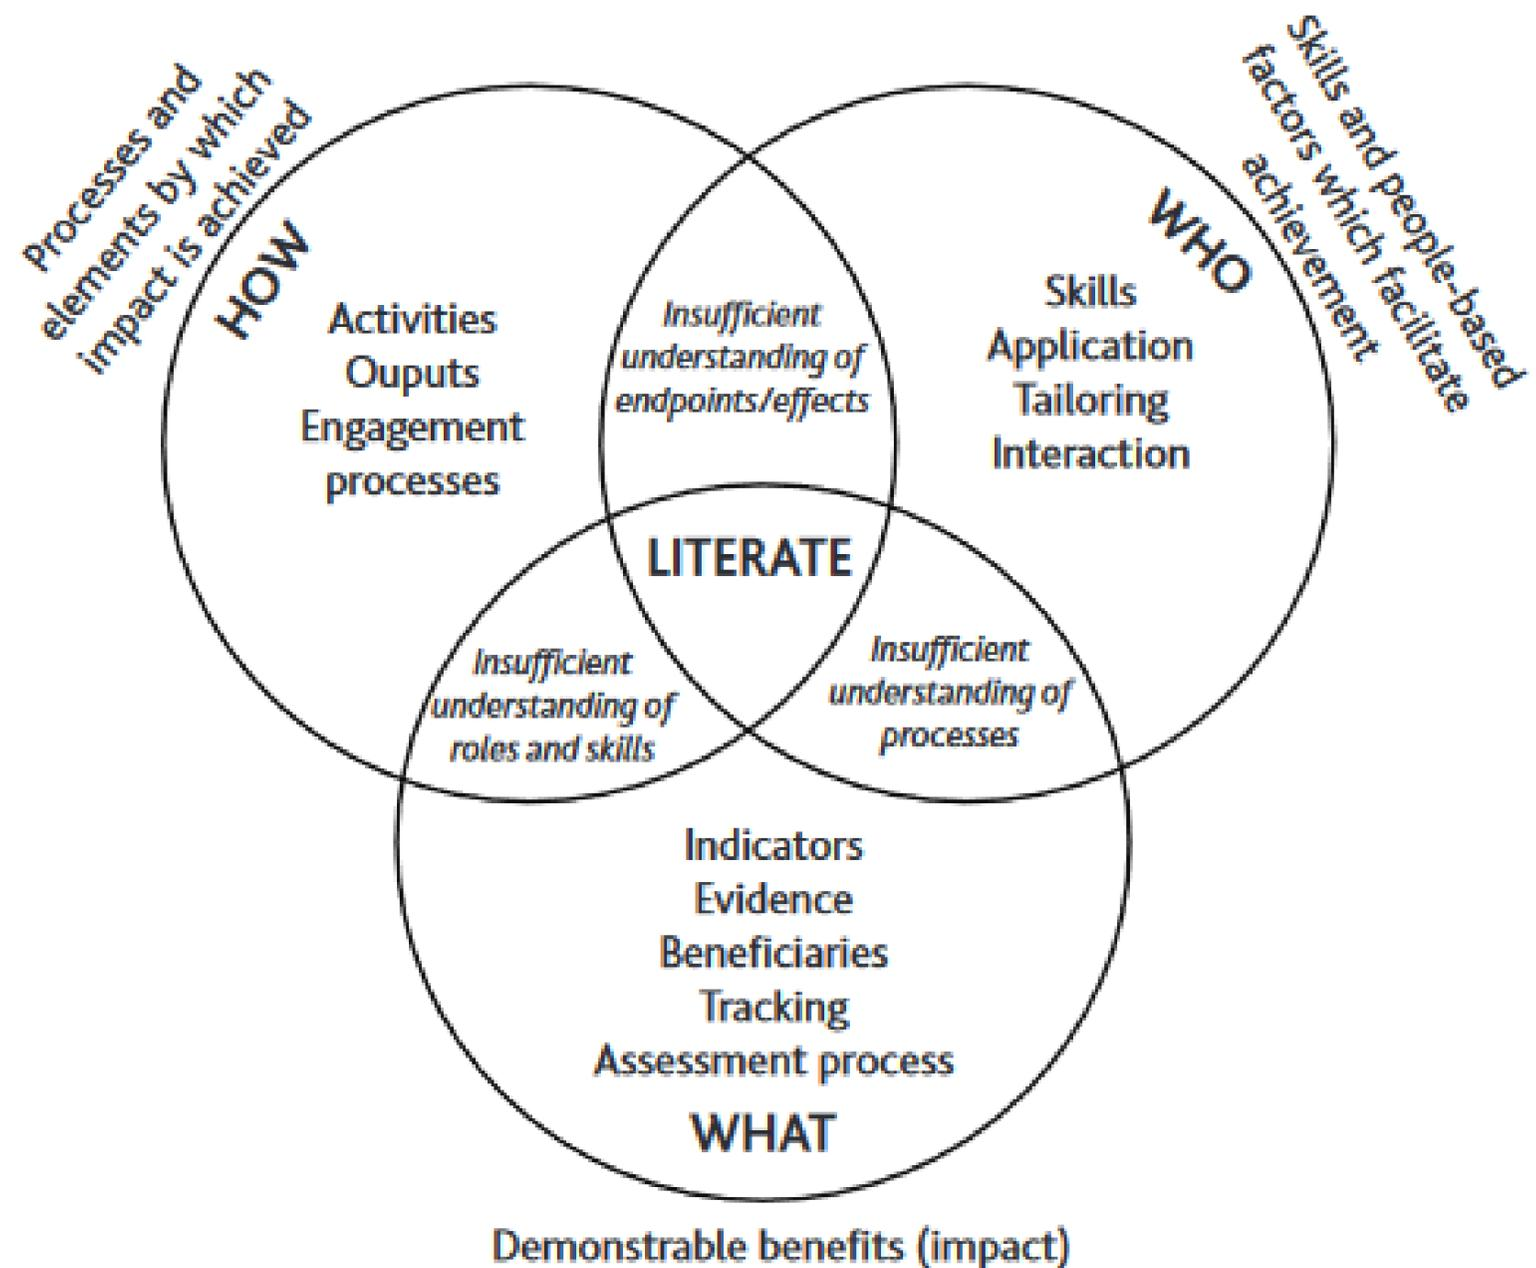 Processes and
elements by which
impact is achieved
HOW
Activities
Ouputs
Engagement
processes
Insufficient
understanding of
endpoints/effects
Skills and people-based
factors which facilitate
achievement
WHO
Skills
Application
Tailoring
Interaction
LITERATE
Insufficient
understanding of
roles and skills
Insufficient
understanding of
processes
Indicators
Evidence
Beneficiaries
Tracking
Assessment process
WHAT
Demonstrable benefits (impact)